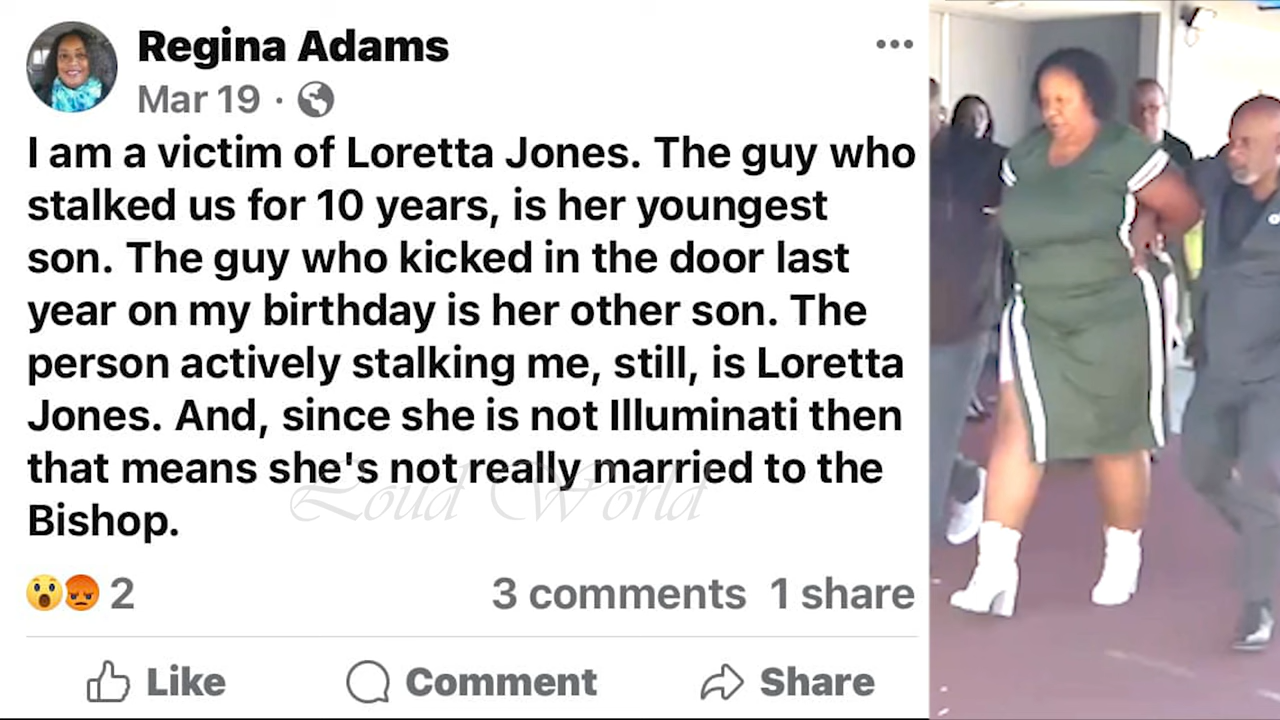 Regina Adams
Mar 19 ·
I am a victim of Loretta Jones. The guy who
stalked us for 10 years, is her youngest
son. The guy who kicked in the door last
year on my birthday is her other son. The
person actively stalking me, still, is Loretta
Jones. And, since she is not Illuminati then
that means she's not really married to the
Bishop.
Loud World
2
3 comments 1 share
Like Comment Share